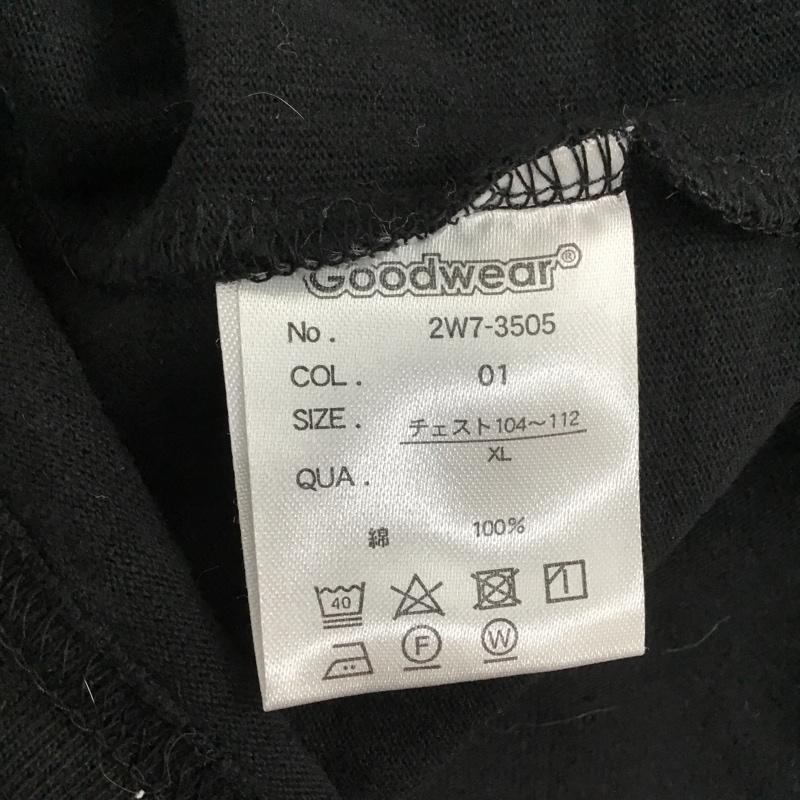 Goodwear®
No. 2W7-3505
COL. 01
SIZE. チェスト104～112
XL
QUA.
綿 100%
40
F W